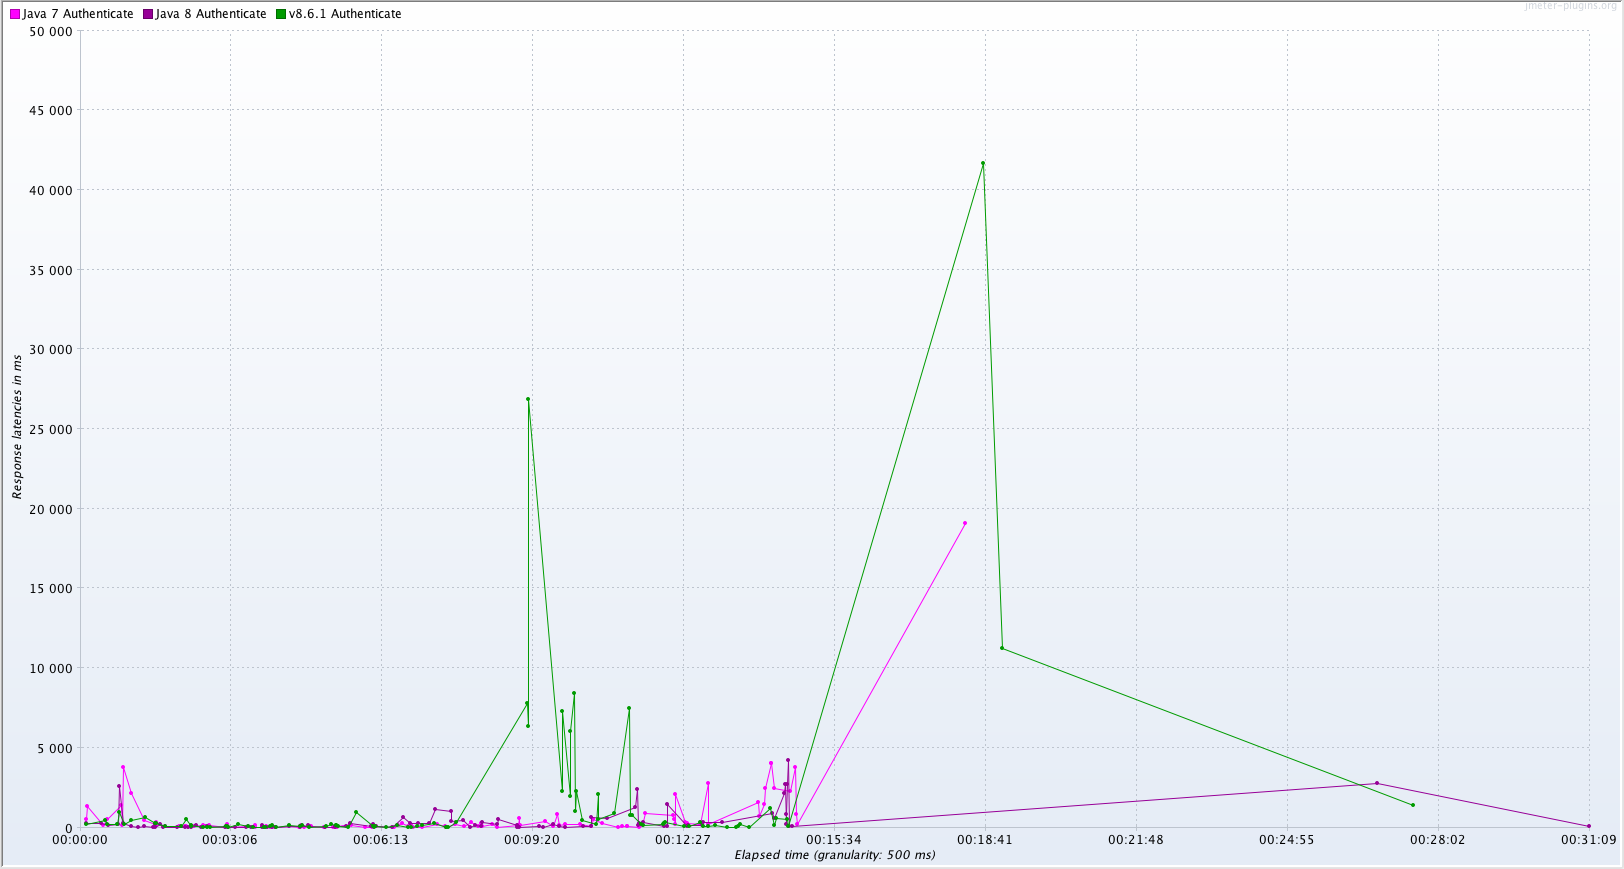 Java 7 Authenticate Java 8 Authenticate v8.6.1 Authenticate
jmeter-plugins.org
50 000
45 000
40 000
35 000
30 000
25 000
20 000
15 000
10 000
5 000
0
Response latencies in ms
00:00:00 00:03:06 00:06:13 00:09:20 00:12:27 00:15:34 00:18:41 00:21:48 00:24:55 00:28:02 00:31:09
Elapsed time (granularity: 500 ms)